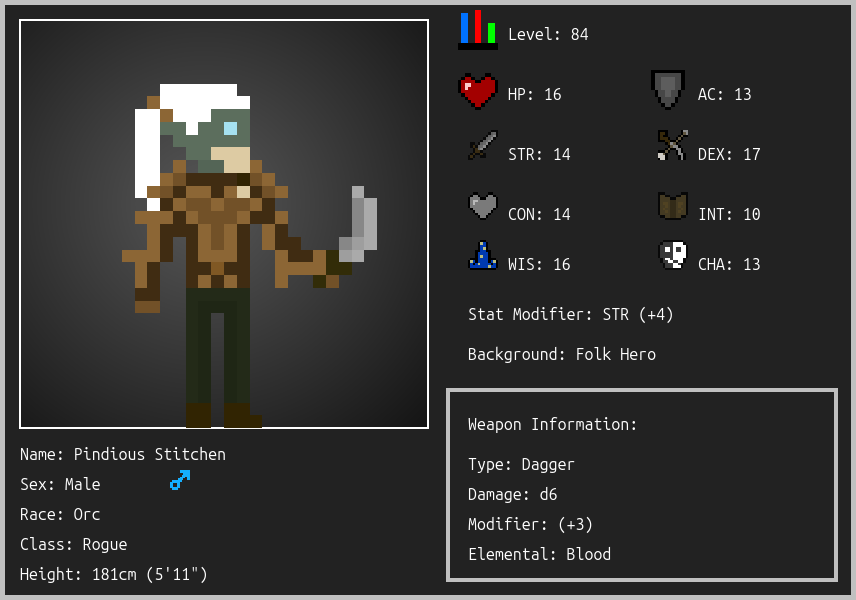 Level: 84
HP: 16
AC: 13
STR: 14
DEX: 17
CON: 14
INT: 10
WIS: 16
CHA: 13
Stat Modifier: STR (+4)
Background: Folk Hero
Weapon Information:
Type: Dagger
Damage: d6
Modifier: (+3)
Elemental: Blood
Name: Pindious Stitchen
Sex: Male
Race: Orc
Class: Rogue
Height: 181cm (5'11")